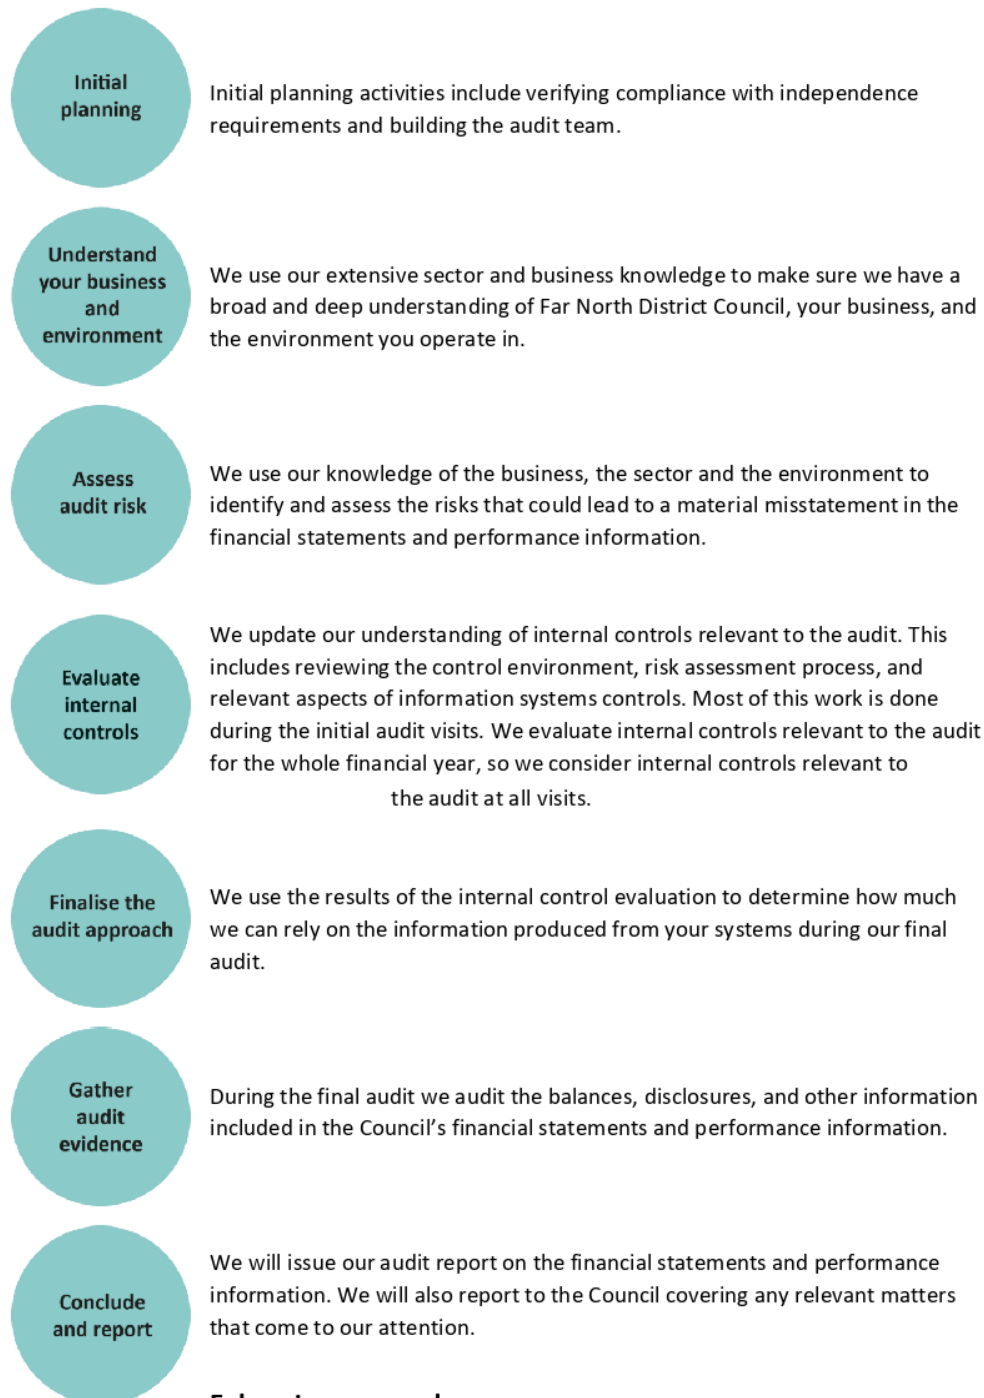 Initial
planning
Initial planning activities include verifying compliance with independence
requirements and building the audit team.
Understand
your business
and
environment
We use our extensive sector and business knowledge to make sure we have a
broad and deep understanding of Far North District Council, your business, and
the environment you operate in.
Assess
audit risk
We use our knowledge of the business, the sector and the environment to
identify and assess the risks that could lead to a material misstatement in the
financial statements and performance information.
Evaluate
internal
controls
We update our understanding of internal controls relevant to the audit. This
includes reviewing the control environment, risk assessment process, and
relevant aspects of information systems controls. Most of this work is done
during the initial audit visits. We evaluate internal controls relevant to the audit
for the whole financial year, so we consider internal controls relevant to
the audit at all visits.
Finalise the
audit approach
We use the results of the internal control evaluation to determine how much
we can rely on the information produced from your systems during our final
audit.
Gather
audit
evidence
During the final audit we audit the balances, disclosures, and other information
included in the Council’s financial statements and performance information.
Conclude
and report
We will issue our audit report on the financial statements and performance
information. We will also report to the Council covering any relevant matters
that come to our attention.